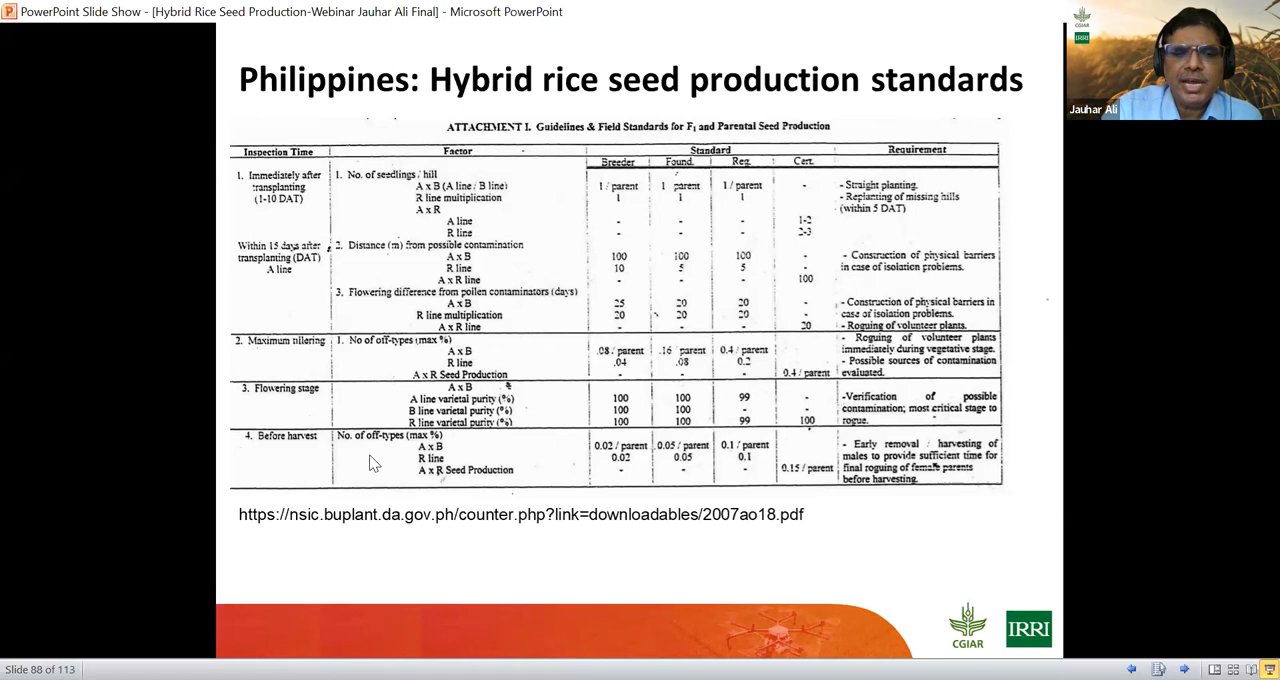 PowerPoint Slide Show - [Hybrid Rice Seed Production-Webinar Jauhar Ali Final] - Microsoft PowerPoint
CGIAR
IRRI
Jauhar Ali
Philippines: Hybrid rice seed production standards
ATTACHMENT I. Guidelines & Field Standards for F1 and Parental Seed Production
Inspection Time Factor Standard Requirement
Breeder Found. Reg. Cert.
1. Immediately after transplanting (1-10 DAT) 1. No. of seedlings / hill
A x B (A line / B line) 1 / parent 1 parent 1 / parent - - Straight planting.
R line multiplication 1 1 1 - Replanting of missing hills (within 5 DAT)
A x R
A line - - - 1-2
R line - - - 2-3
Within 15 days after transplanting (DAT) A line 2. Distance (m) from possible contamination
A x B 100 100 100 - - Construction of physical barriers in case of isolation problems.
R line 10 5 5 -
A x R line - - - 100
3. Flowering difference from pollen contaminators (days)
A x B 25 20 20 - - Construction of physical barriers in case of isolation problems.
R line multiplication 20 20 20 -
A x R line - - - 20 - Roguing of volunteer plants.
2. Maximum tillering 1. No of off-types (max %) - Roguing of volunteer plants immediately during vegetative stage.
A x B .08 / parent .16 parent 0.4 / parent -
R line .04 .08 0.2 - - Possible sources of contamination evaluated.
A x R Seed Production - - - 0.4 / parent
3. Flowering stage A x B
A line varietal purity (%) 100 100 99 - -Verification of possible contamination; most critical stage to rogue.
B line varietal purity (%) 100 100 - -
R line varietal purity (%) 100 100 99 100
4. Before harvest No. of off-types (max %)
A x B 0.02 / parent 0.05 / parent 0.1 / parent - Early removal / harvesting of males to provide sufficient time for final roguing of female parents before harvesting.
R line 0.02 0.05 0.1
A x R Seed Production - - - 0.15 / parent
https://nsic.buplant.da.gov.ph/counter.php?link=downloadables/2007ao18.pdf
CGIAR
IRRI
Slide 88 of 113